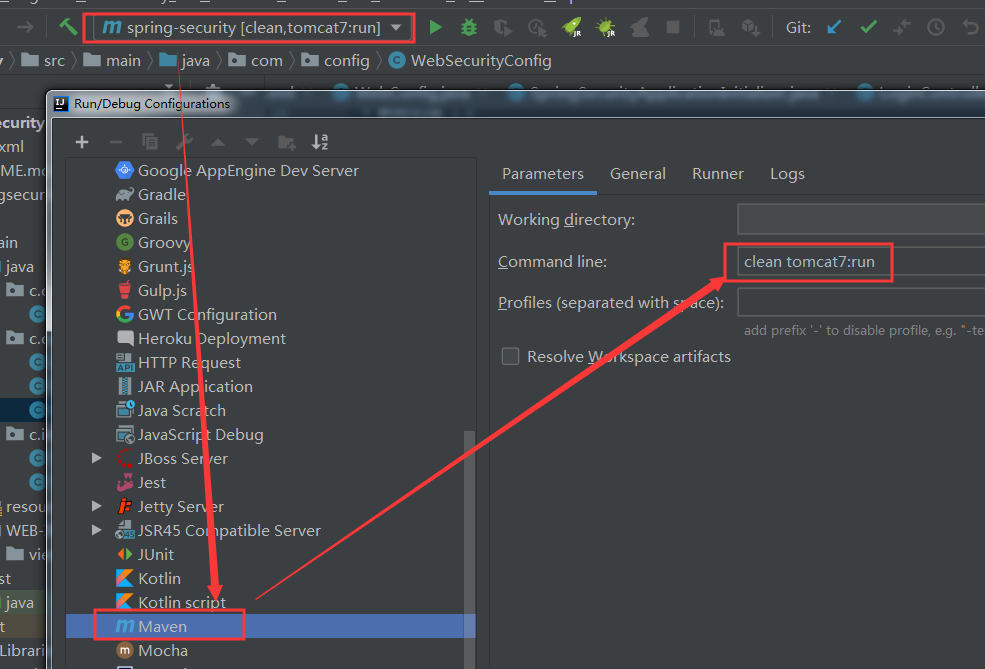 spring-security [clean,tomcat7:run]
Git:
src
main
java
com
config
WebSecurityConfig
Run/Debug Configurations
ecurity
xml
ME.m
gsecur
ain
java
c.i
resou
WEB-
vie
st
java
t
Librari
Google AppEngine Dev Server
Gradle
Grails
Groovy
Grunt.js
Gulp.js
GWT Configuration
Heroku Deployment
HTTP Request
JAR Application
Java Scratch
JavaScript Debug
JBoss Server
Jest
Jetty Server
JSR45 Compatible Server
JUnit
Kotlin
Kotlin script
Maven
Mocha
Parameters
General
Runner
Logs
Working directory:
Command line:
clean tomcat7:run
Profiles (separated with space):
add prefix '-' to disable profile, e.g. "-te
Resolve Workspace artifacts